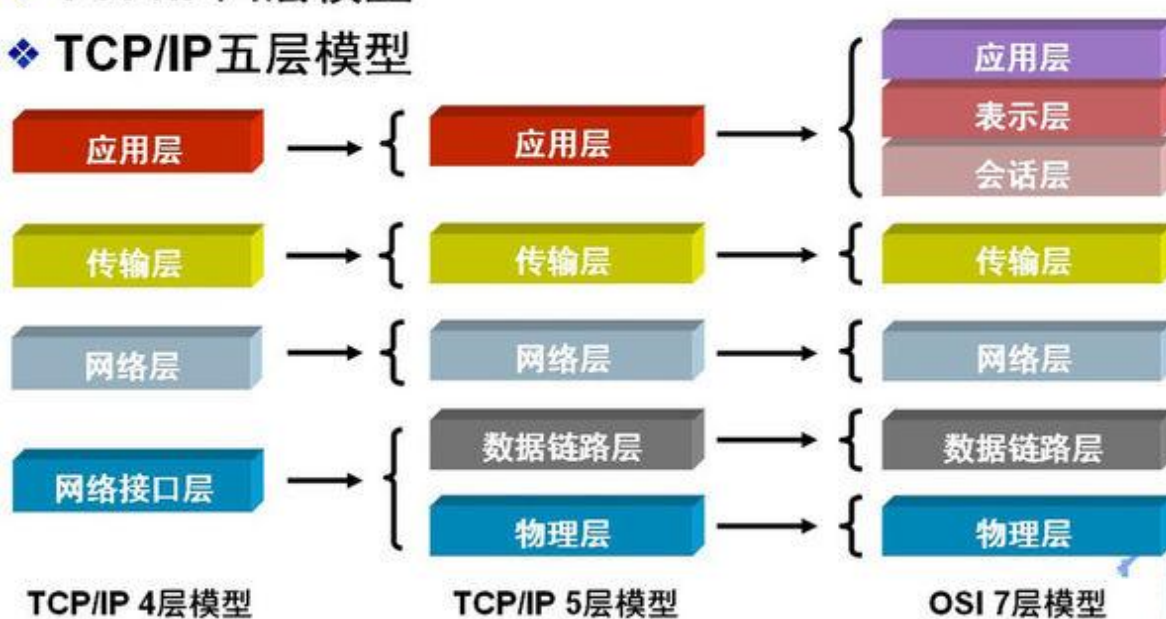 ❖ TCP/IP五层模型
应用层
传输层
网络层
网络接口层
TCP/IP 4层模型
应用层
传输层
网络层
数据链路层
物理层
TCP/IP 5层模型
应用层
表示层
会话层
传输层
网络层
数据链路层
物理层
OSI 7层模型